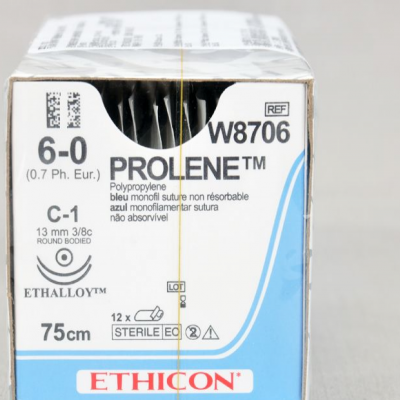 REF
W8706
6-0
(0.7 Ph. Eur.)
PROLENE™
Polypropylene
bleu monofil suture non résorbable
azul monofilamentar sutura
não absorvível
C-1
13 mm 3/8c
ROUND BODIED
ETHALLOY™
LOT
12 x
75cm
STERILE EO 2
ETHICON